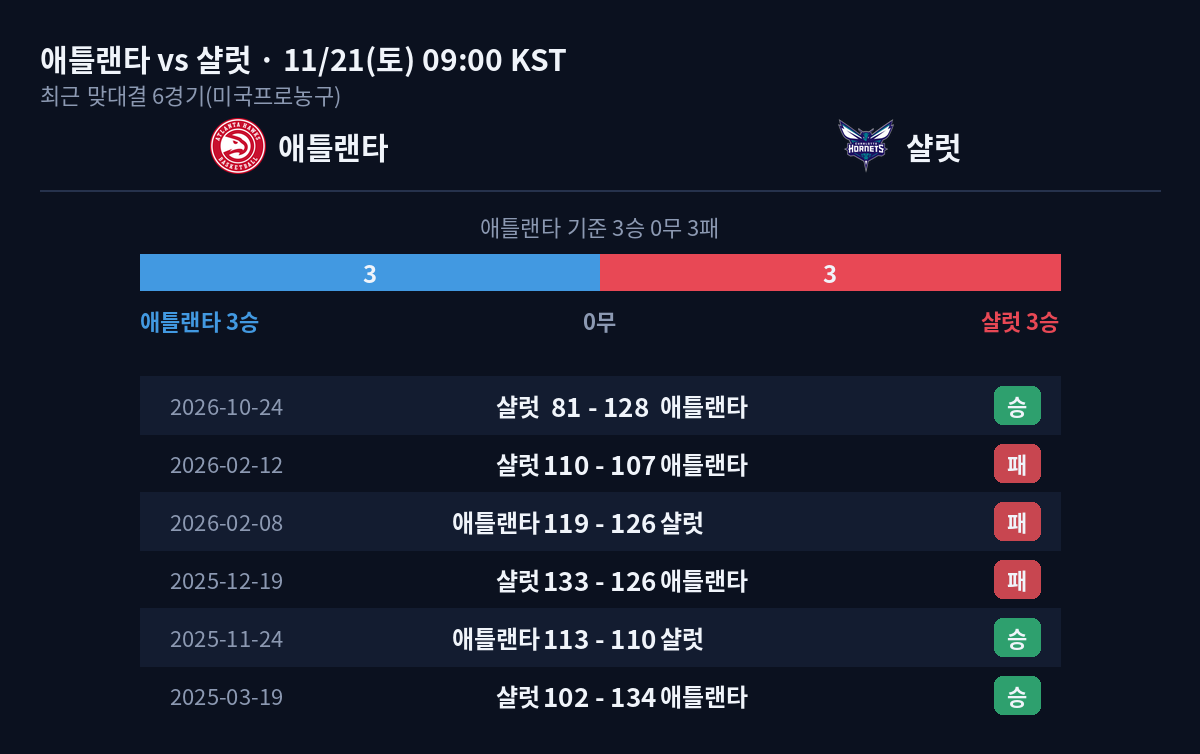 애틀랜타 vs 샬럿 · 11/21(토) 09:00 KST
최근 맞대결 6경기(미국프로농구)
ATLANTA HAWKS BASKETBALL 애틀랜타
CHARLOTTE HORNETS 샬럿
애틀랜타 기준 3승 0무 3패
3 3
애틀랜타 3승 0무 샬럿 3승
2026-10-24 샬럿 81 - 128 애틀랜타 승
2026-02-12 샬럿 110 - 107 애틀랜타 패
2026-02-08 애틀랜타 119 - 126 샬럿 패
2025-12-19 샬럿 133 - 126 애틀랜타 패
2025-11-24 애틀랜타 113 - 110 샬럿 승
2025-03-19 샬럿 102 - 134 애틀랜타 승